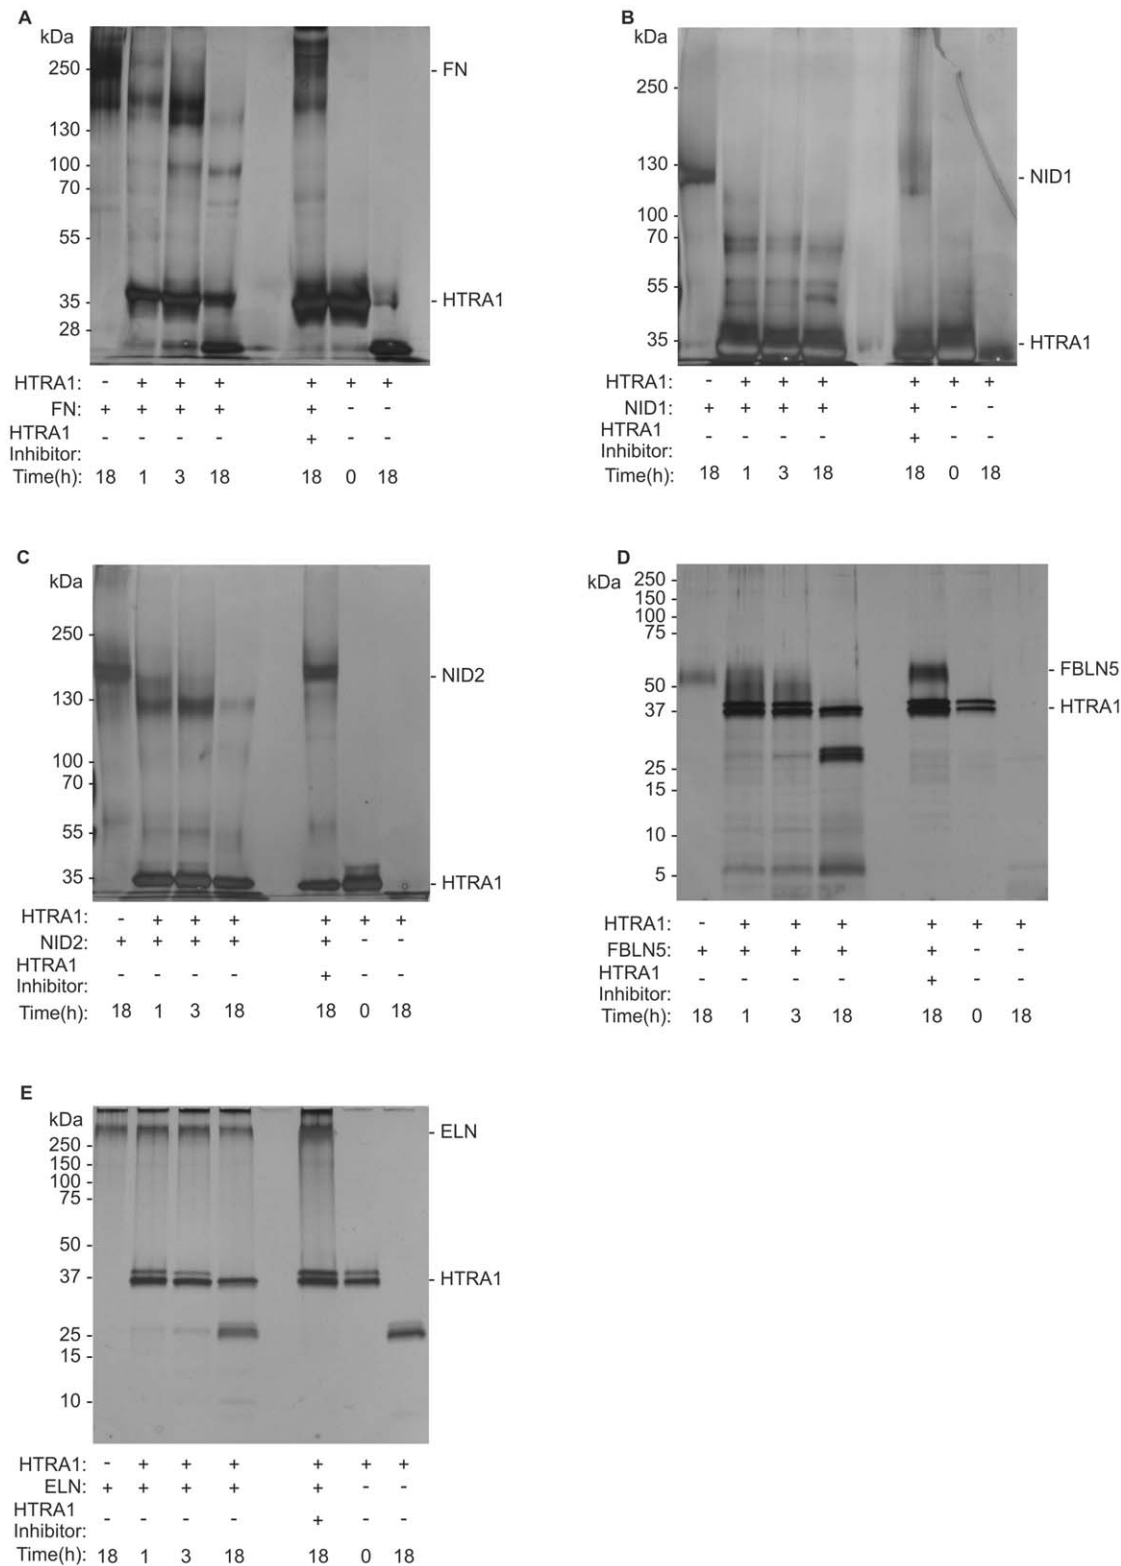 A
kDa
250 -
130 -
100 -
70 -
55 -
35 -
28 -
- FN
- HTRA1
HTRA1: - + + + + + +
FN: + + + + + - -
HTRA1
Inhibitor: - - - - + - -
Time(h): 18 1 3 18 18 0 18
B
kDa
250 -
130 -
100 -
70 -
55 -
35 -
- NID1
- HTRA1
HTRA1: - + + + + + +
NID1: + + + + + - -
HTRA1
Inhibitor: - - - - + - -
Time(h): 18 1 3 18 18 0 18
C
kDa
250 -
130 -
100 -
70 -
55 -
35 -
- NID2
- HTRA1
HTRA1: - + + + + + +
NID2: + + + + + - -
HTRA1
Inhibitor: - - - - + - -
Time(h): 18 1 3 18 18 0 18
D
kDa
250 -
150 -
100 -
75 -
50 -
37 -
25 -
15 -
10 -
5 -
- FBLN5
- HTRA1
HTRA1: - + + + + + +
FBLN5: + + + + + - -
HTRA1
Inhibitor: - - - - + - -
Time(h): 18 1 3 18 18 0 18
E
kDa
250 -
150 -
100 -
75 -
50 -
37 -
25 -
15 -
10 -
- ELN
- HTRA1
HTRA1: - + + + + + +
ELN: + + + + + - -
HTRA1
Inhibitor: - - - - + - -
Time(h): 18 1 3 18 18 0 18